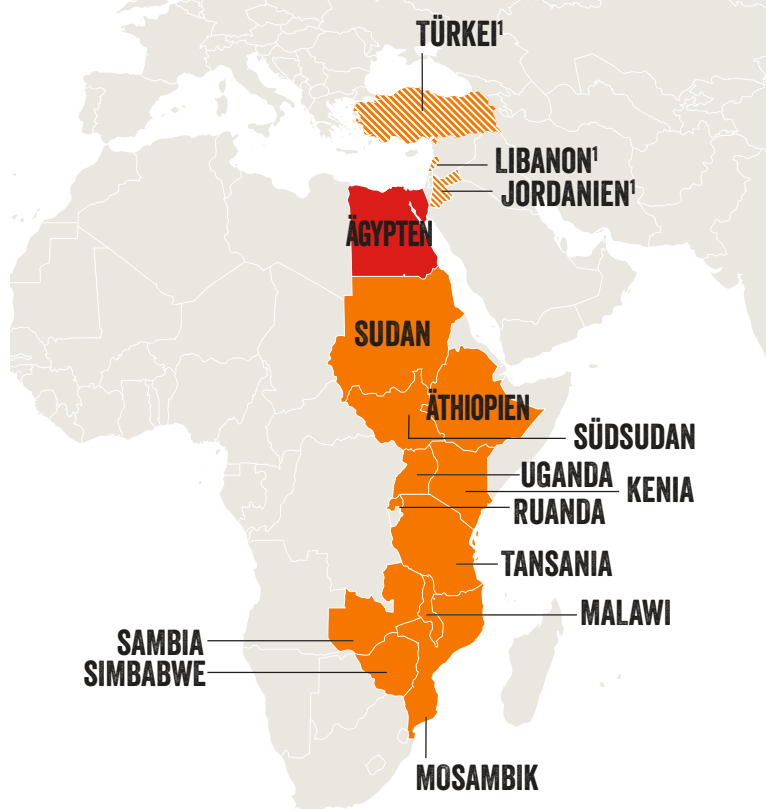 TÜRKEI¹
LIBANON¹
JORDANIEN¹
ÄGYPTEN
SUDAN
ÄTHIOPIEN
SÜDSUDAN
UGANDA
KENIA
RUANDA
TANSANIA
MALAWI
SAMBIA
SIMBABWE
MOSAMBIK